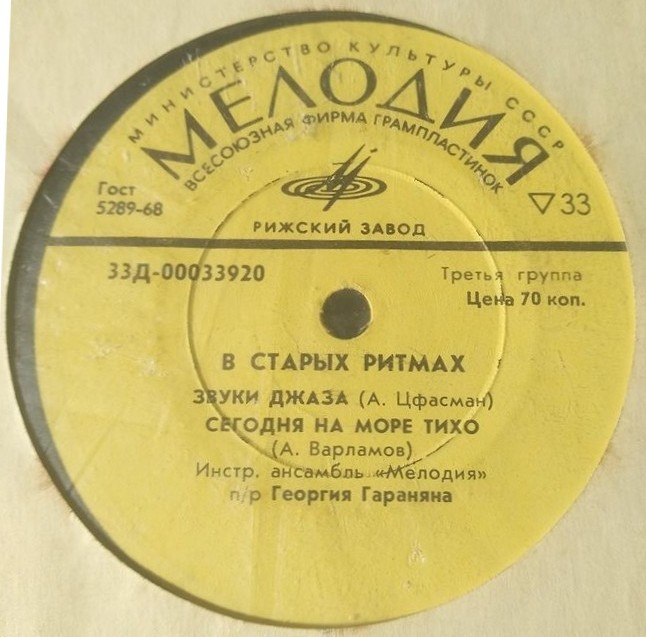 МИНИСТЕРСТВО КУЛЬТУРЫ СССР
МЕЛОДИЯ
ВСЕСОЮЗНАЯ ФИРМА ГРАМПЛАСТИНОК
Гост
5289-68
33
РИЖСКИЙ ЗАВОД
33Д-00033920
Третья группа
Цена 70 коп.
В СТАРЫХ РИТМАХ
ЗВУКИ ДЖАЗА (А. Цфасман)
СЕГОДНЯ НА МОРЕ ТИХО
(А. Варламов)
Инстр. ансамбль «Мелодия»
п/р Георгия Гараняна